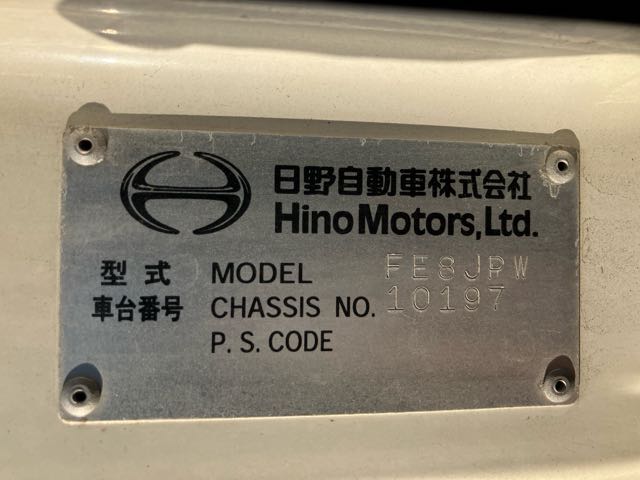 日野自動車株式会社
Hino Motors, Ltd.
型式 MODEL FE8JPW
車台番号 CHASSIS NO. 10197
P. S. CODE